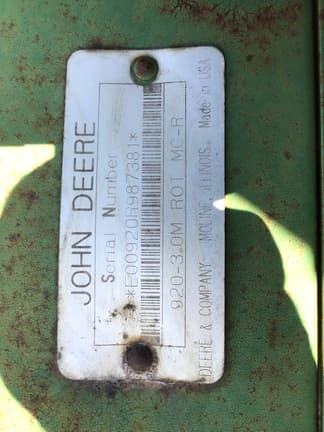 JOHN DEERE
Serial Number
*E00920R987381*
920-3.0M ROT MC-R
DEERE & COMPANY MOLINE, ILLINOIS Made in USA